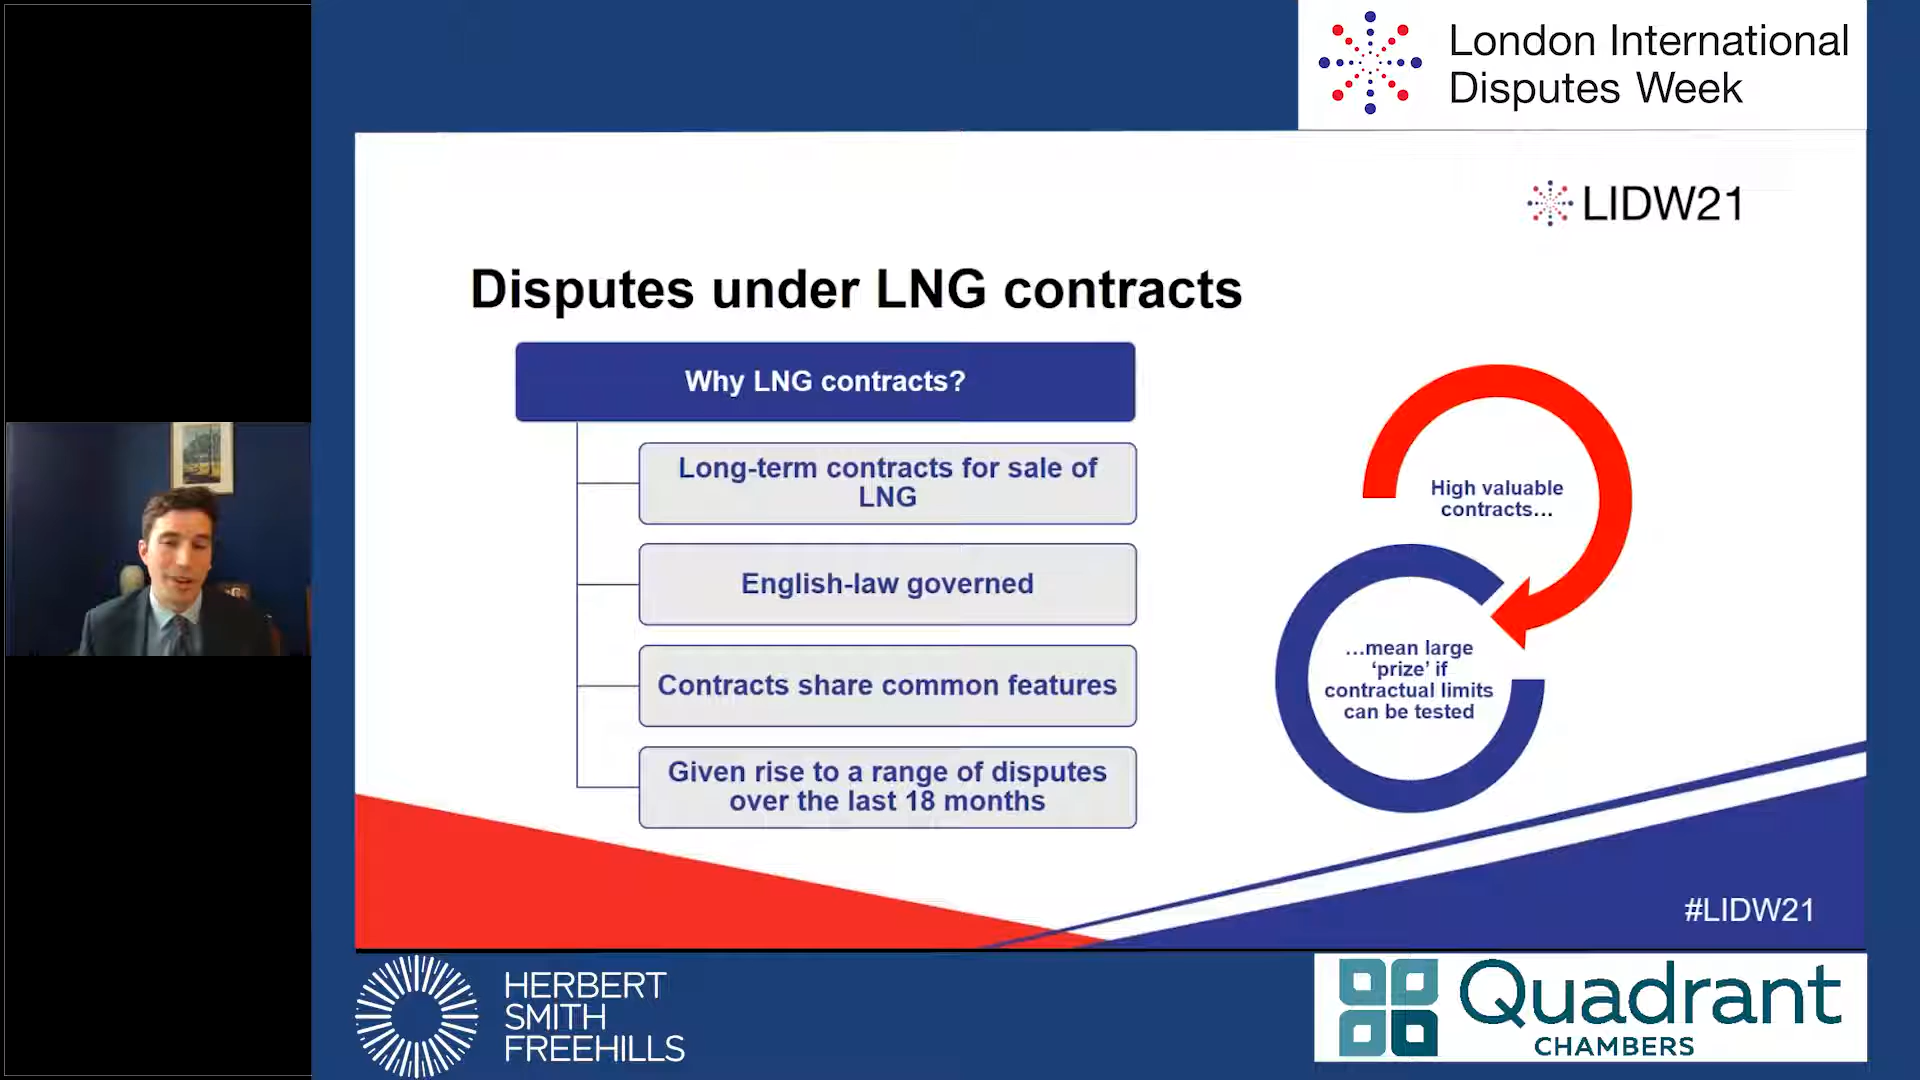 London International
Disputes Week
LIDW21
Disputes under LNG contracts
Why LNG contracts?
Long-term contracts for sale of
LNG
English-law governed
Contracts share common features
Given rise to a range of disputes
over the last 18 months
High valuable
contracts...
...mean large
‘prize’ if
contractual limits
can be tested
#LIDW21
HERBERT
SMITH
FREEHILLS
Quadrant
CHAMBERS